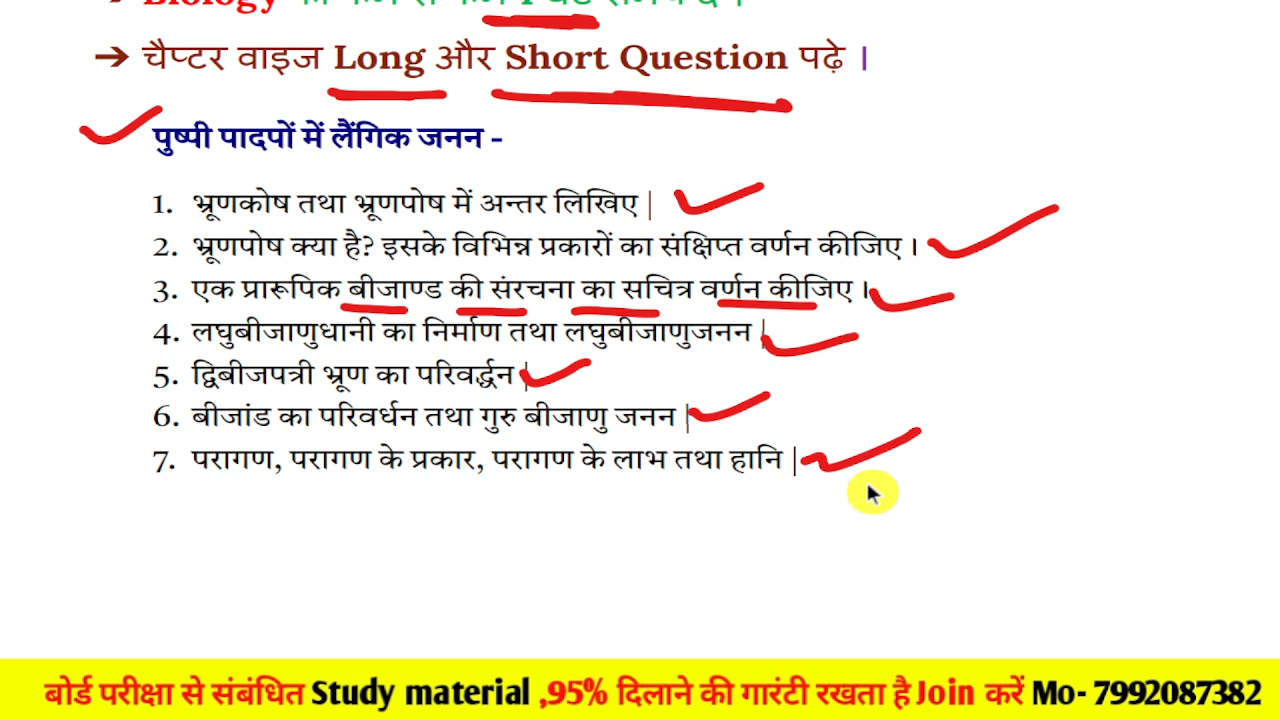 Biology
➔ चैप्टर वाइज Long और Short Question पढ़े ।
पुष्पी पादपों में लैंगिक जनन -
1. भ्रूणकोष तथा भ्रूणपोष में अन्तर लिखिए |
2. भ्रूणपोष क्या है? इसके विभिन्न प्रकारों का संक्षिप्त वर्णन कीजिए ।
3. एक प्रारूपिक बीजाण्ड की संरचना का सचित्र वर्णन कीजिए ।
4. लघुबीजाणुधानी का निर्माण तथा लघुबीजाणुजनन |
5. द्विबीजपत्री भ्रूण का परिवर्द्धन |
6. बीजांड का परिवर्धन तथा गुरु बीजाणु जनन |
7. परागण, परागण के प्रकार, परागण के लाभ तथा हानि |
बोर्ड परीक्षा से संबंधित Study material ,95% दिलाने की गारंटी रखता है Join करें Mo- 7992087382